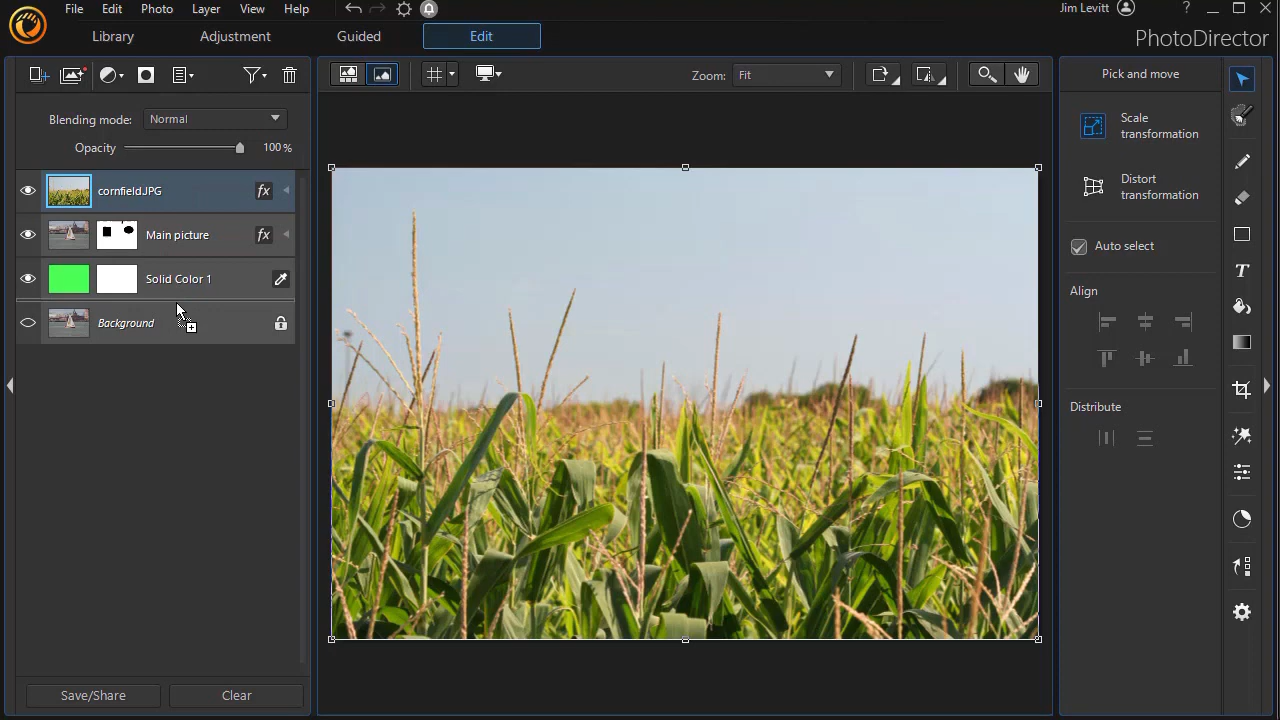 File Edit Photo Layer View Help
Jim Levitt
?
Library Adjustment Guided Edit
PhotoDirector
Zoom: Fit
Pick and move
Blending mode: Normal
Opacity 100 %
Scale
transformation
Distort
transformation
cornfield.JPG fx
Main picture fx
Auto select
Solid Color 1
Align
Background
Distribute
T
Save/Share Clear